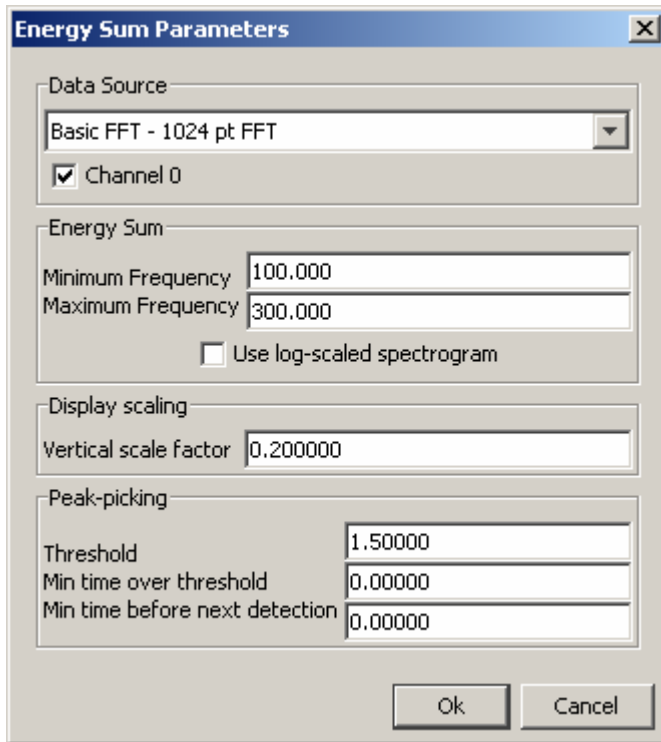 Energy Sum Parameters
Data Source
Basic FFT - 1024 pt FFT
Channel 0
Energy Sum
Minimum Frequency 100.000
Maximum Frequency 300.000
Use log-scaled spectrogram
Display scaling
Vertical scale factor 0.200000
Peak-picking
Threshold 1.50000
Min time over threshold 0.00000
Min time before next detection 0.00000
Ok Cancel